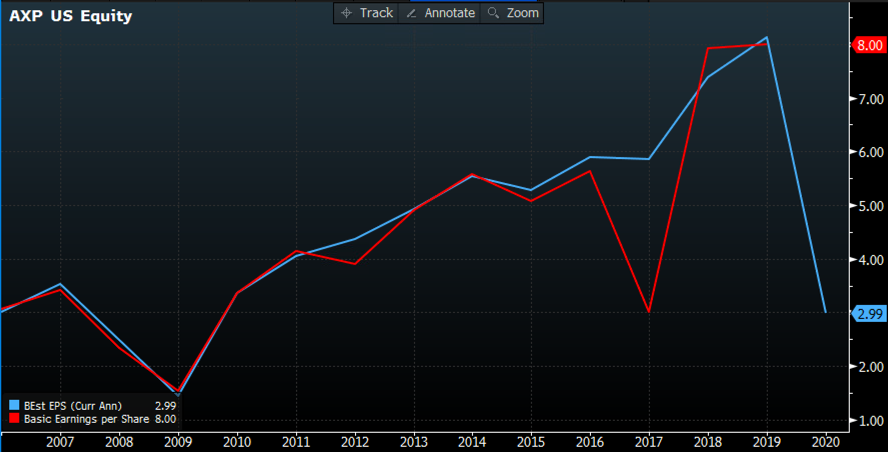 AXP US Equity
Track Annotate Zoom
8.00
7.00
6.00
5.00
4.00
2.99
2.00
1.00
BEst EPS (Curr Ann) 2.99
Basic Earnings per Share 8.00
2007 2008 2009 2010 2011 2012 2013 2014 2015 2016 2017 2018 2019 2020